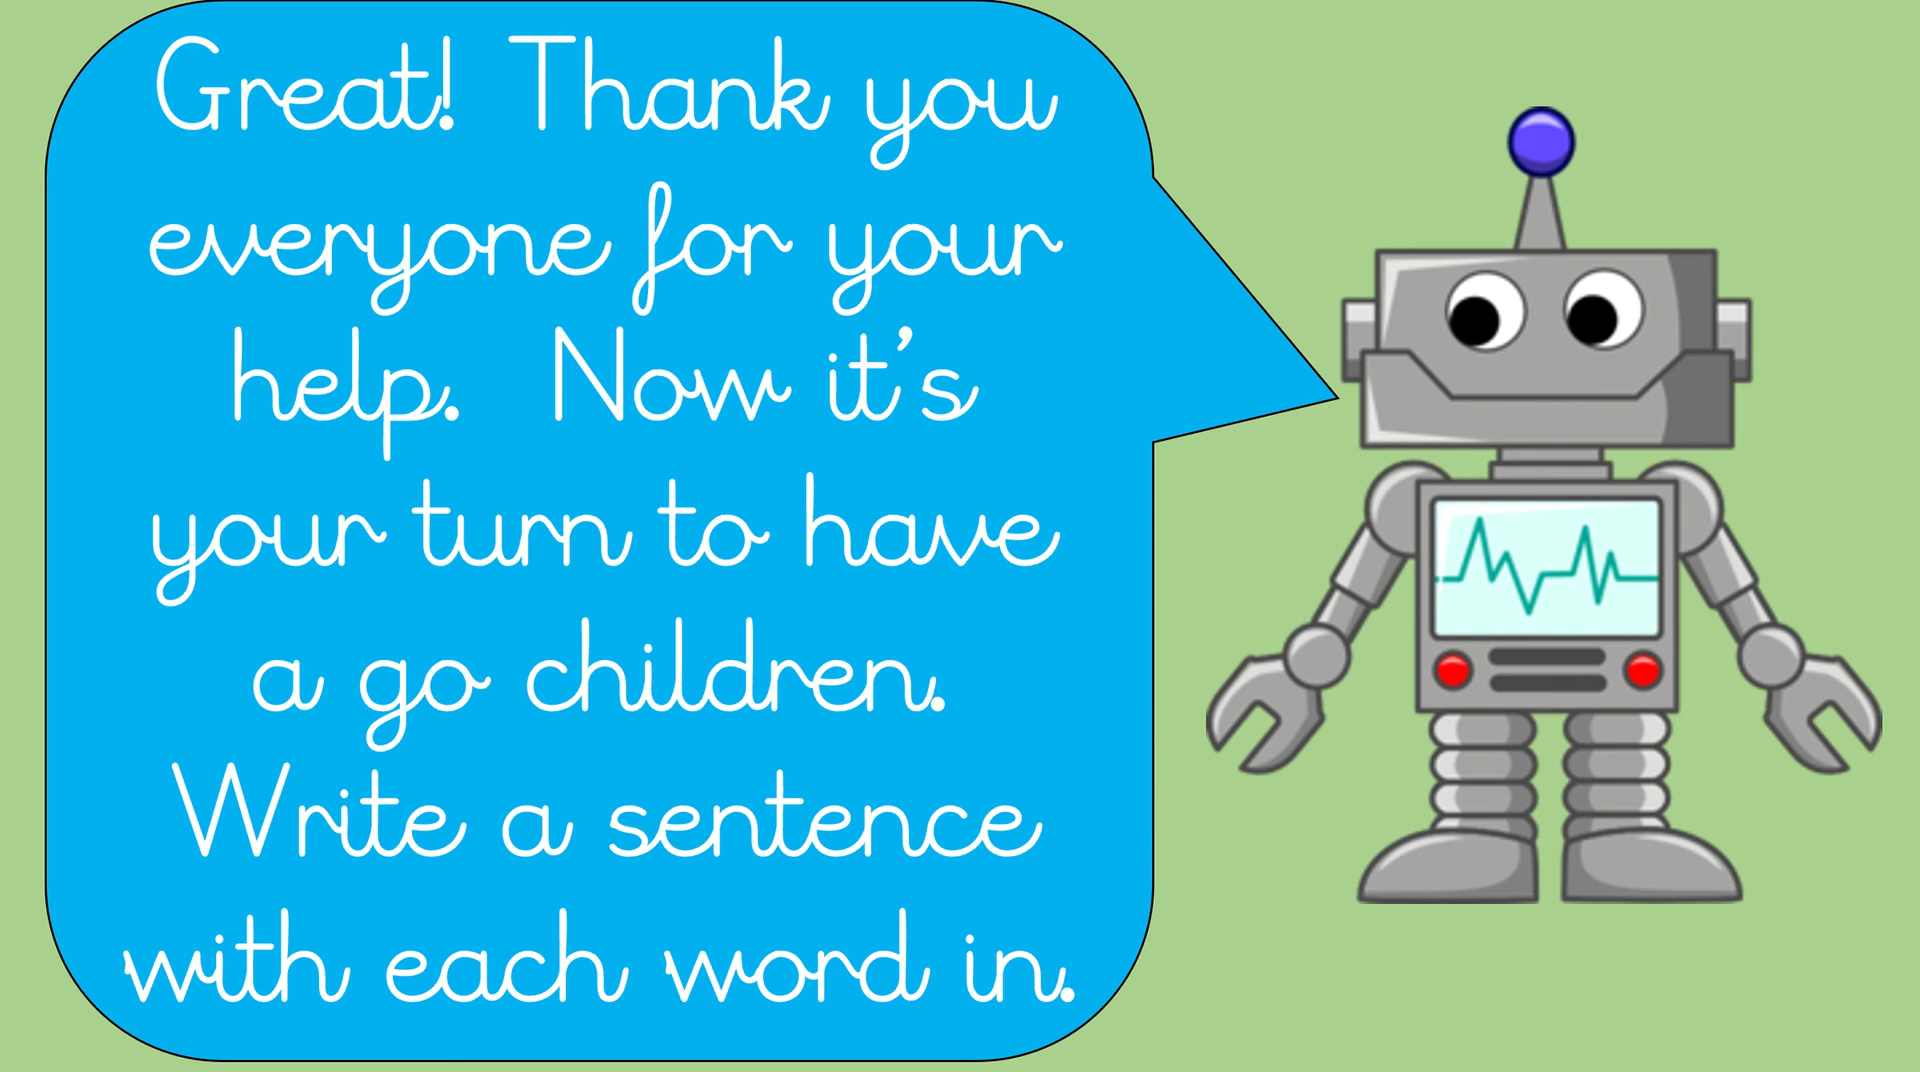 Great!  Thank you
everyone for your
help.   Now it’s
your turn to have
a go children.
Write a sentence
with each word in.